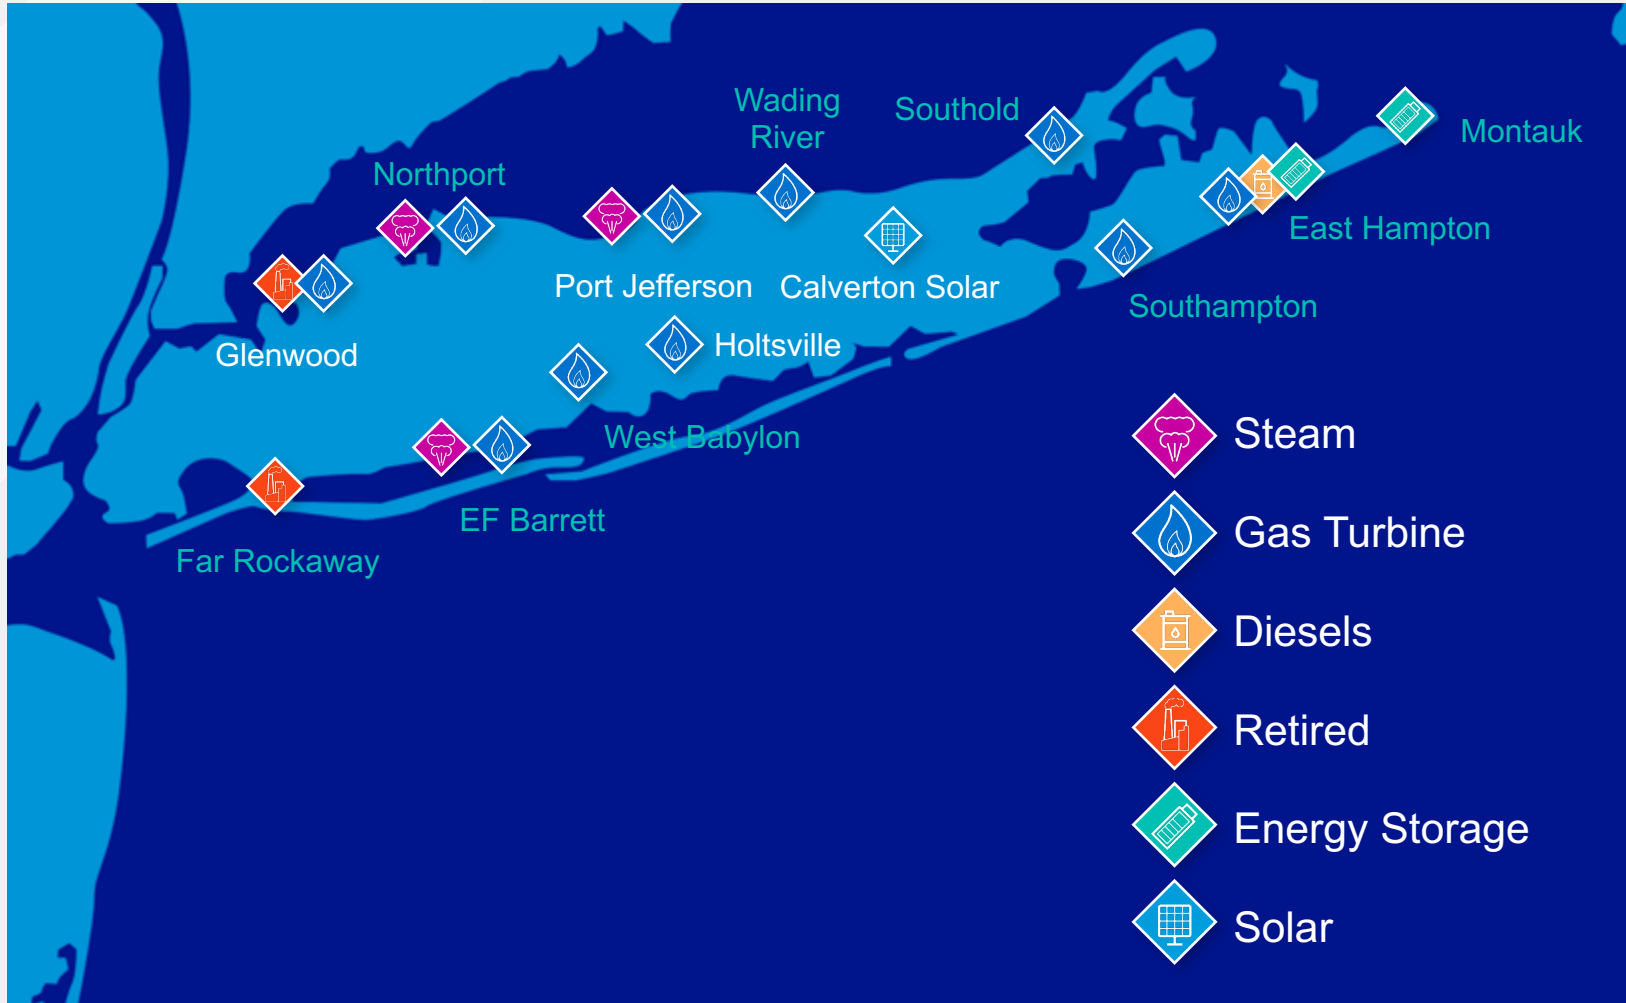 Wading
River
Southold
Montauk
Northport
East Hampton
Port Jefferson
Calverton Solar
Southampton
Glenwood
Holtsville
West Babylon
EF Barrett
Far Rockaway
Steam
Gas Turbine
Diesels
Retired
Energy Storage
Solar